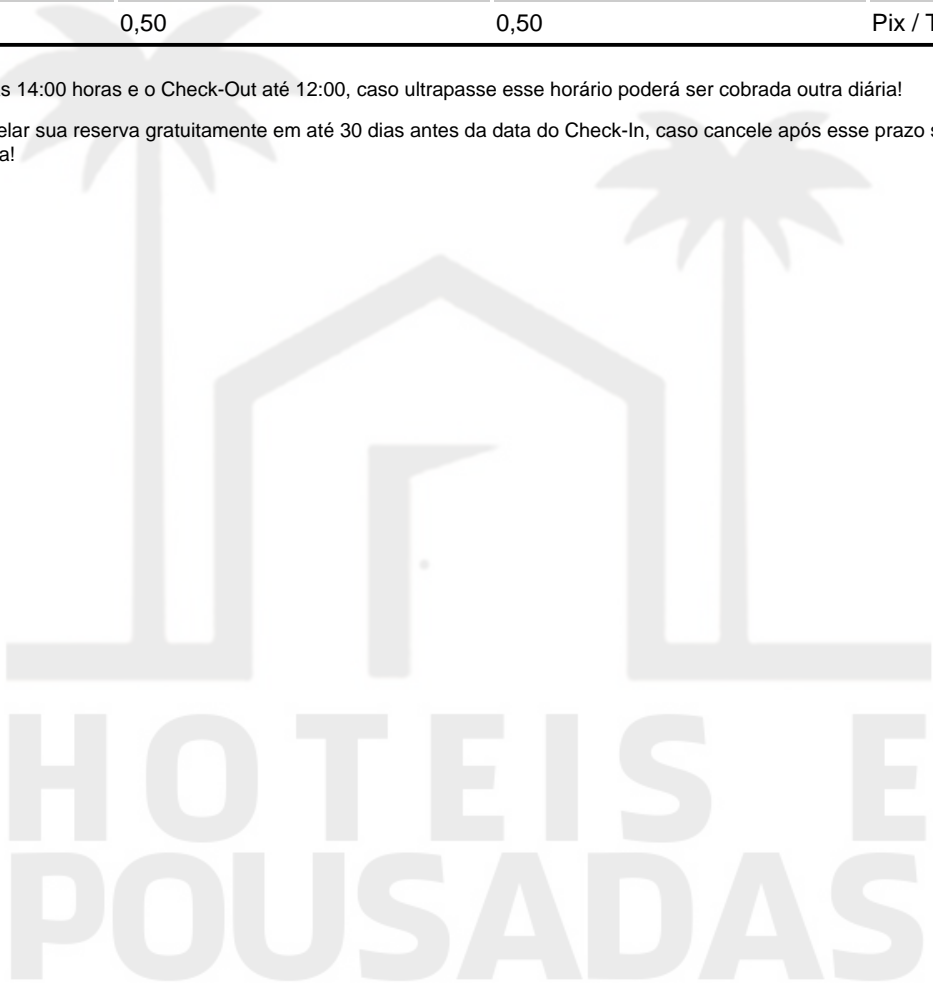 0,50 0,50 Pix / T
s 14:00 horas e o Check-Out até 12:00, caso ultrapasse esse horário poderá ser cobrada outra diária!
elar sua reserva gratuitamente em até 30 dias antes da data do Check-In, caso cancele após esse prazo s
a!
HOTEIS E
POUSADAS